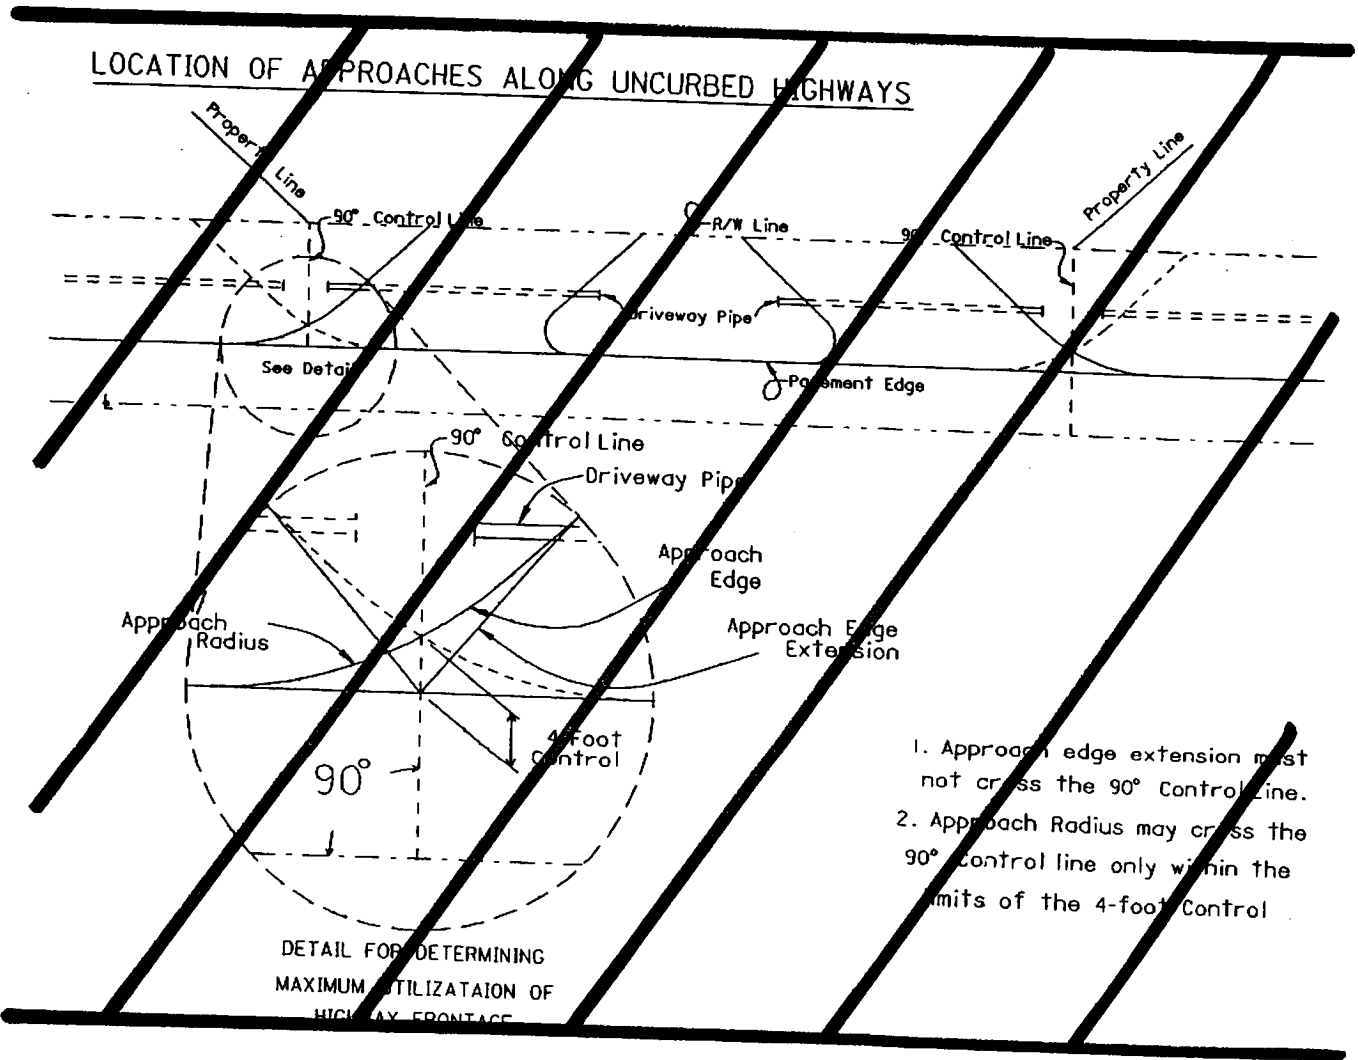 LOCATION OF APPROACHES ALONG UNCURBED HIGHWAYS
Property Line
90° Control Line
R/W Line
90° Control Line
Property Line
Driveway Pipe
See Detail
Pavement Edge
90° Control Line
Driveway Pipe
Approach
Edge
Approach
Radius
Approach Edge
Extension
4-foot
Control
90°
1. Approach edge extension must
not cross the 90° Control Line.
2. Approach Radius may cross the
90° Control line only within the
limits of the 4-foot Control
DETAIL FOR DETERMINING
MAXIMUM UTILIZATAION OF
HIGHWAY FRONTAGE